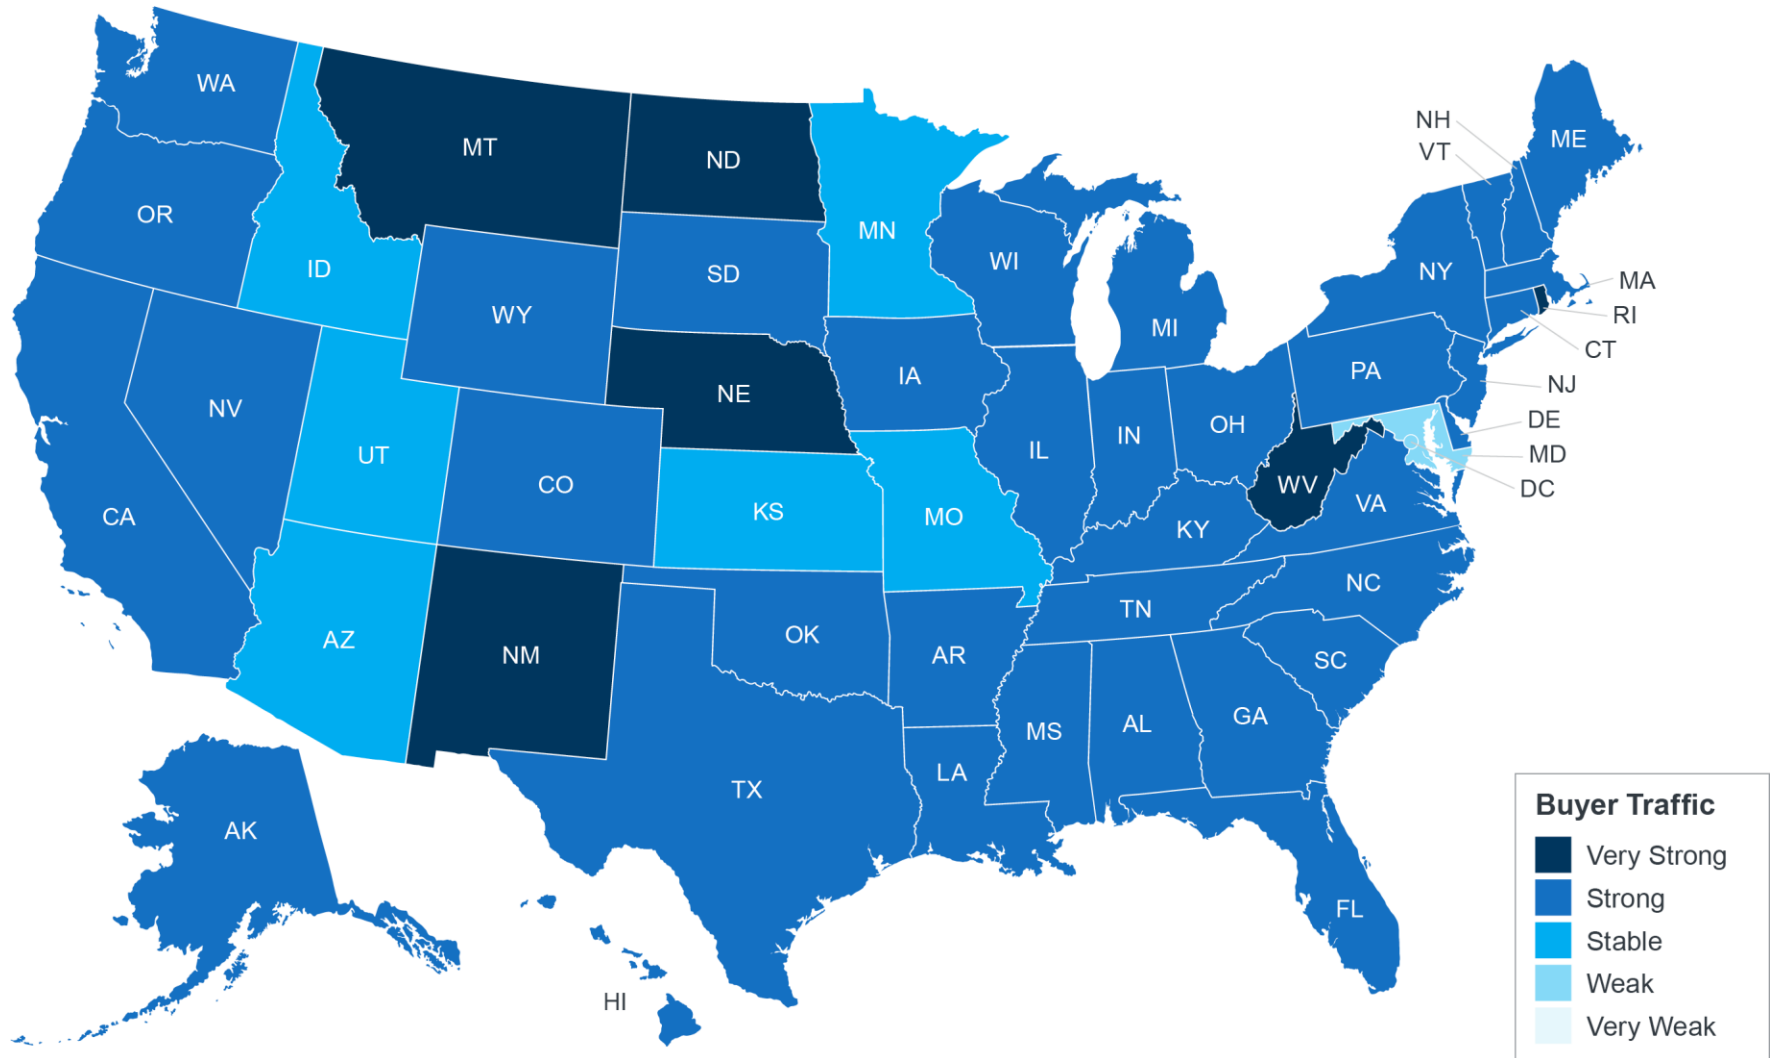 WA
MT
ND
MN
OR
ID
SD
WI
WY
MI
NH
VT
ME
NY
MA
RI
CT
NJ
DE
MD
DC
PA
NV
UT
NE
IA
IL
IN
OH
CA
CO
KS
MO
WV
VA
KY
AZ
NM
OK
AR
TN
NC
SC
TX
LA
MS
AL
GA
AK
HI
FL
Buyer Traffic
Very Strong
Strong
Stable
Weak
Very Weak